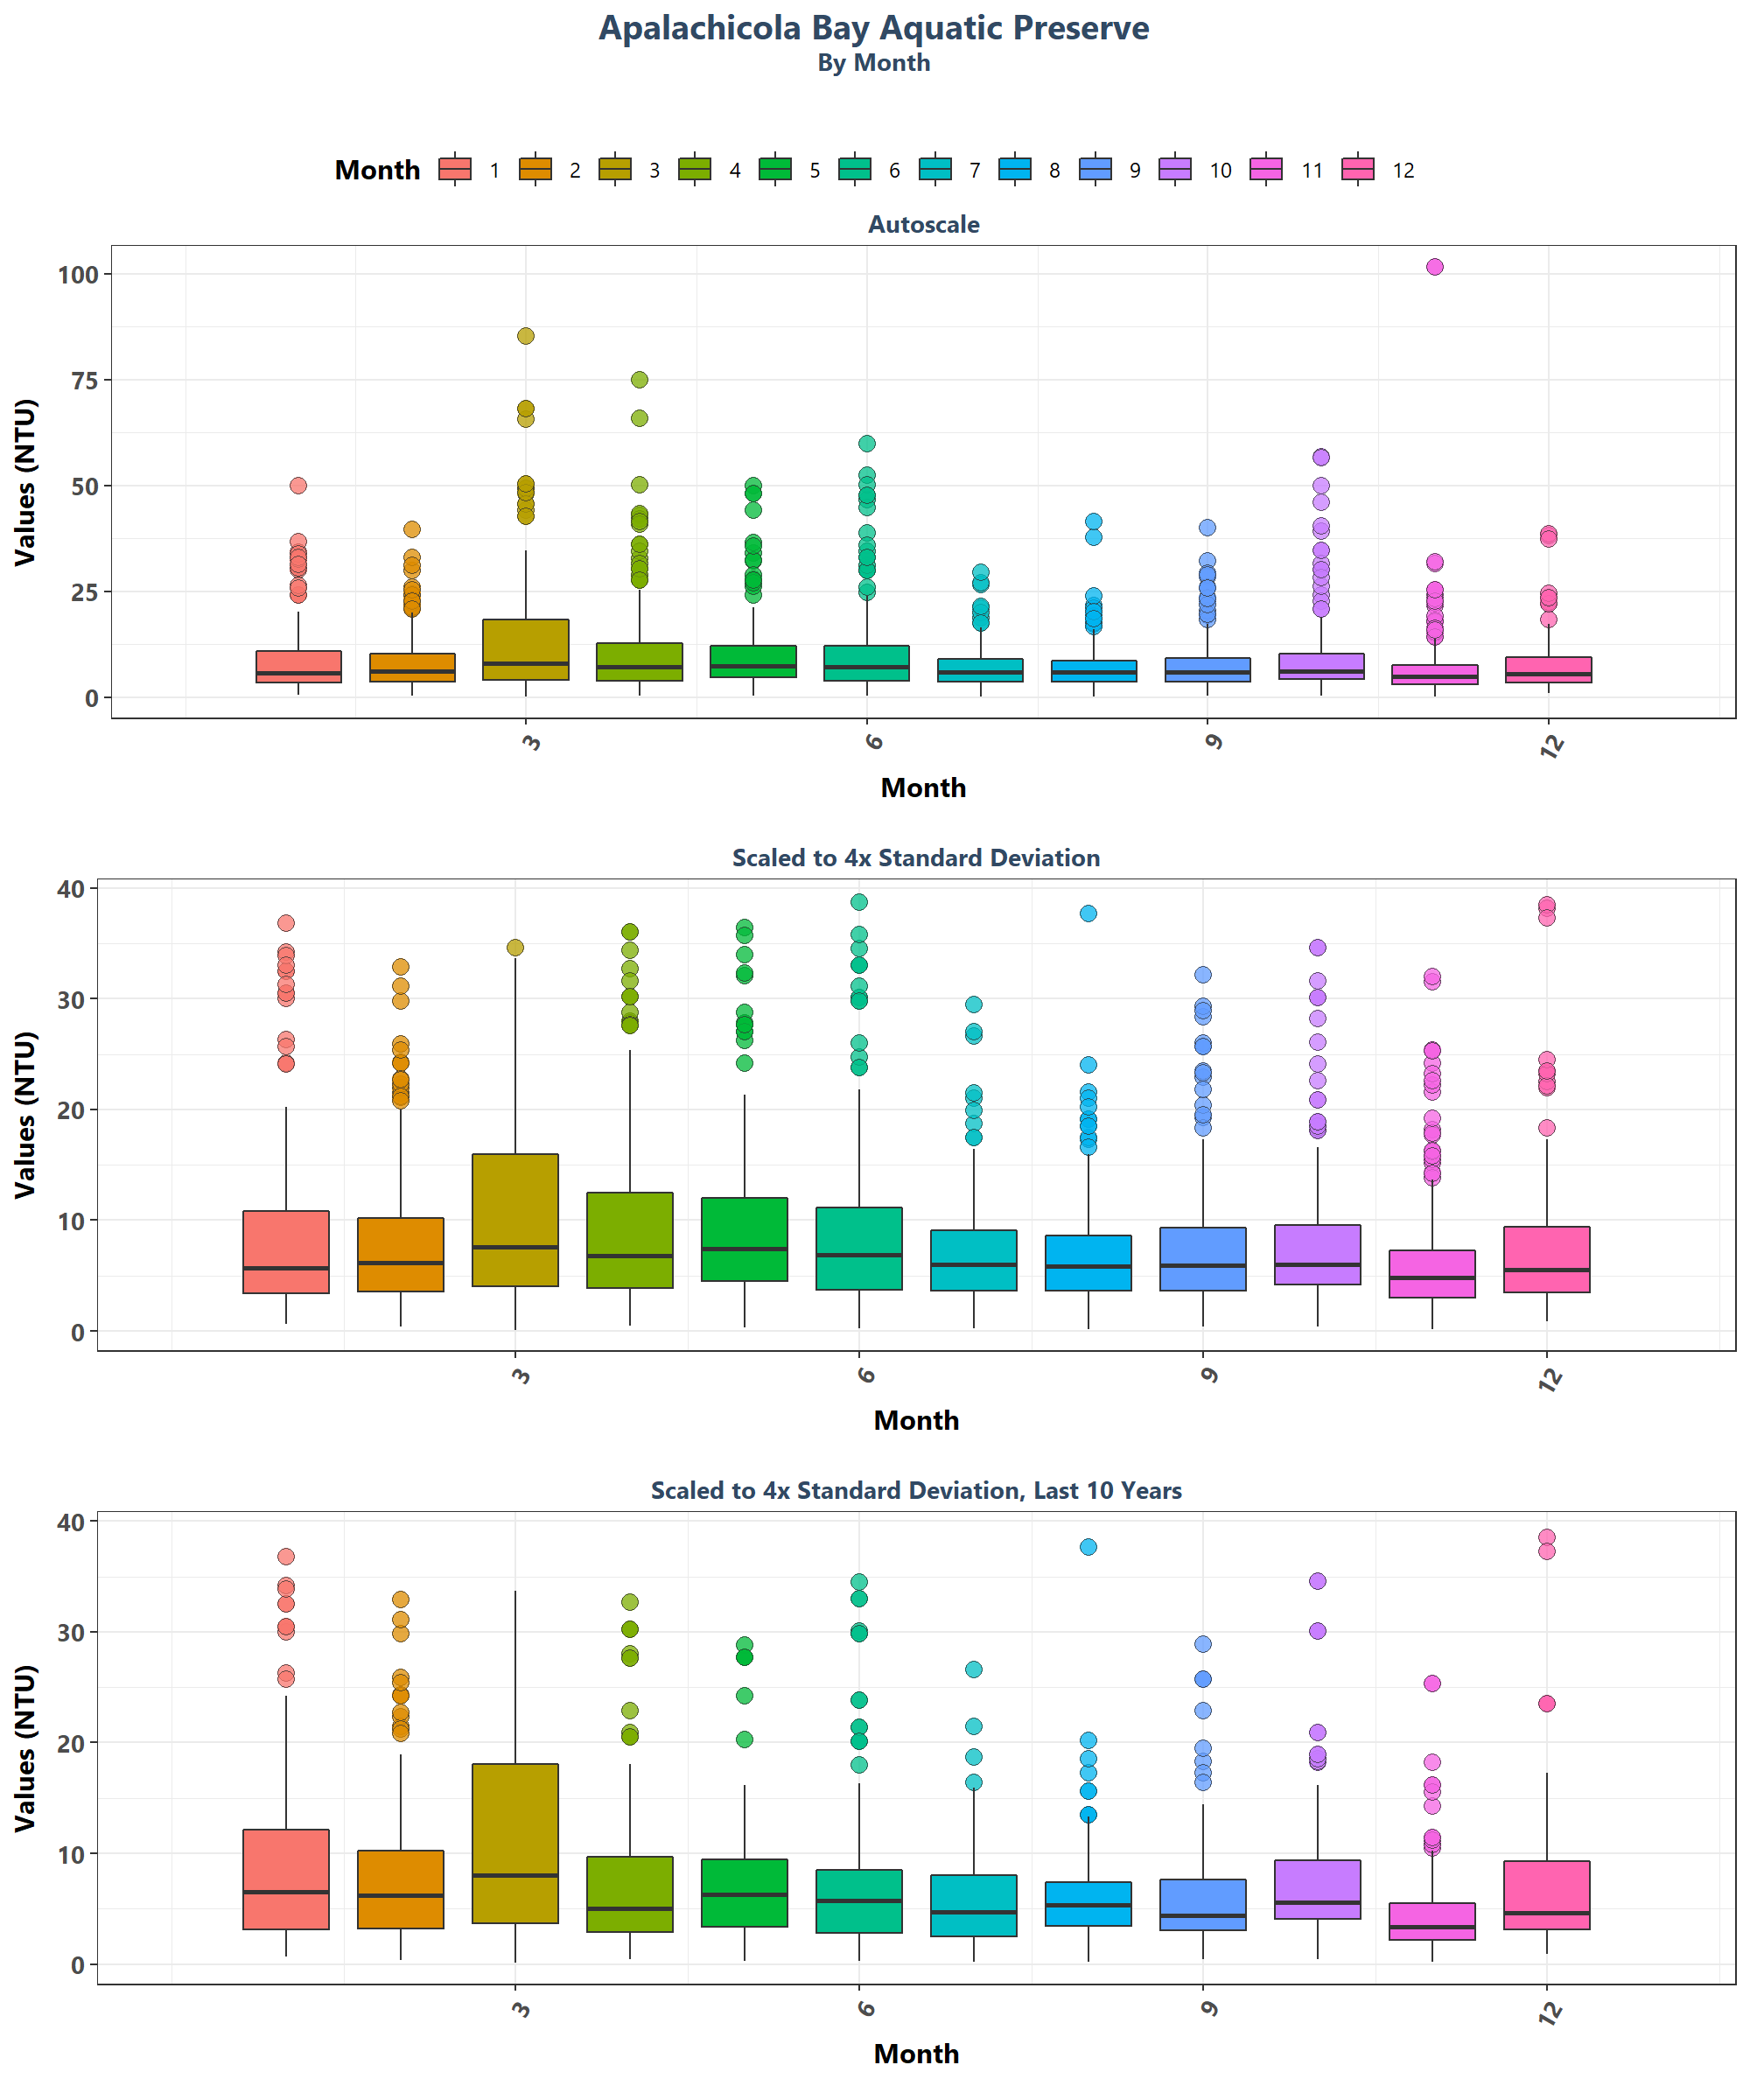 Apalachicola Bay Aquatic Preserve
By Month
Month 1 2 3 4 5 6 7 8 9 10 11 12
Autoscale
100
75
50
25
0
Values (NTU)
3 6 9 12
Month
Scaled to 4x Standard Deviation
40
30
20
10
0
Values (NTU)
3 6 9 12
Month
Scaled to 4x Standard Deviation, Last 10 Years
40
30
20
10
0
Values (NTU)
3 6 9 12
Month